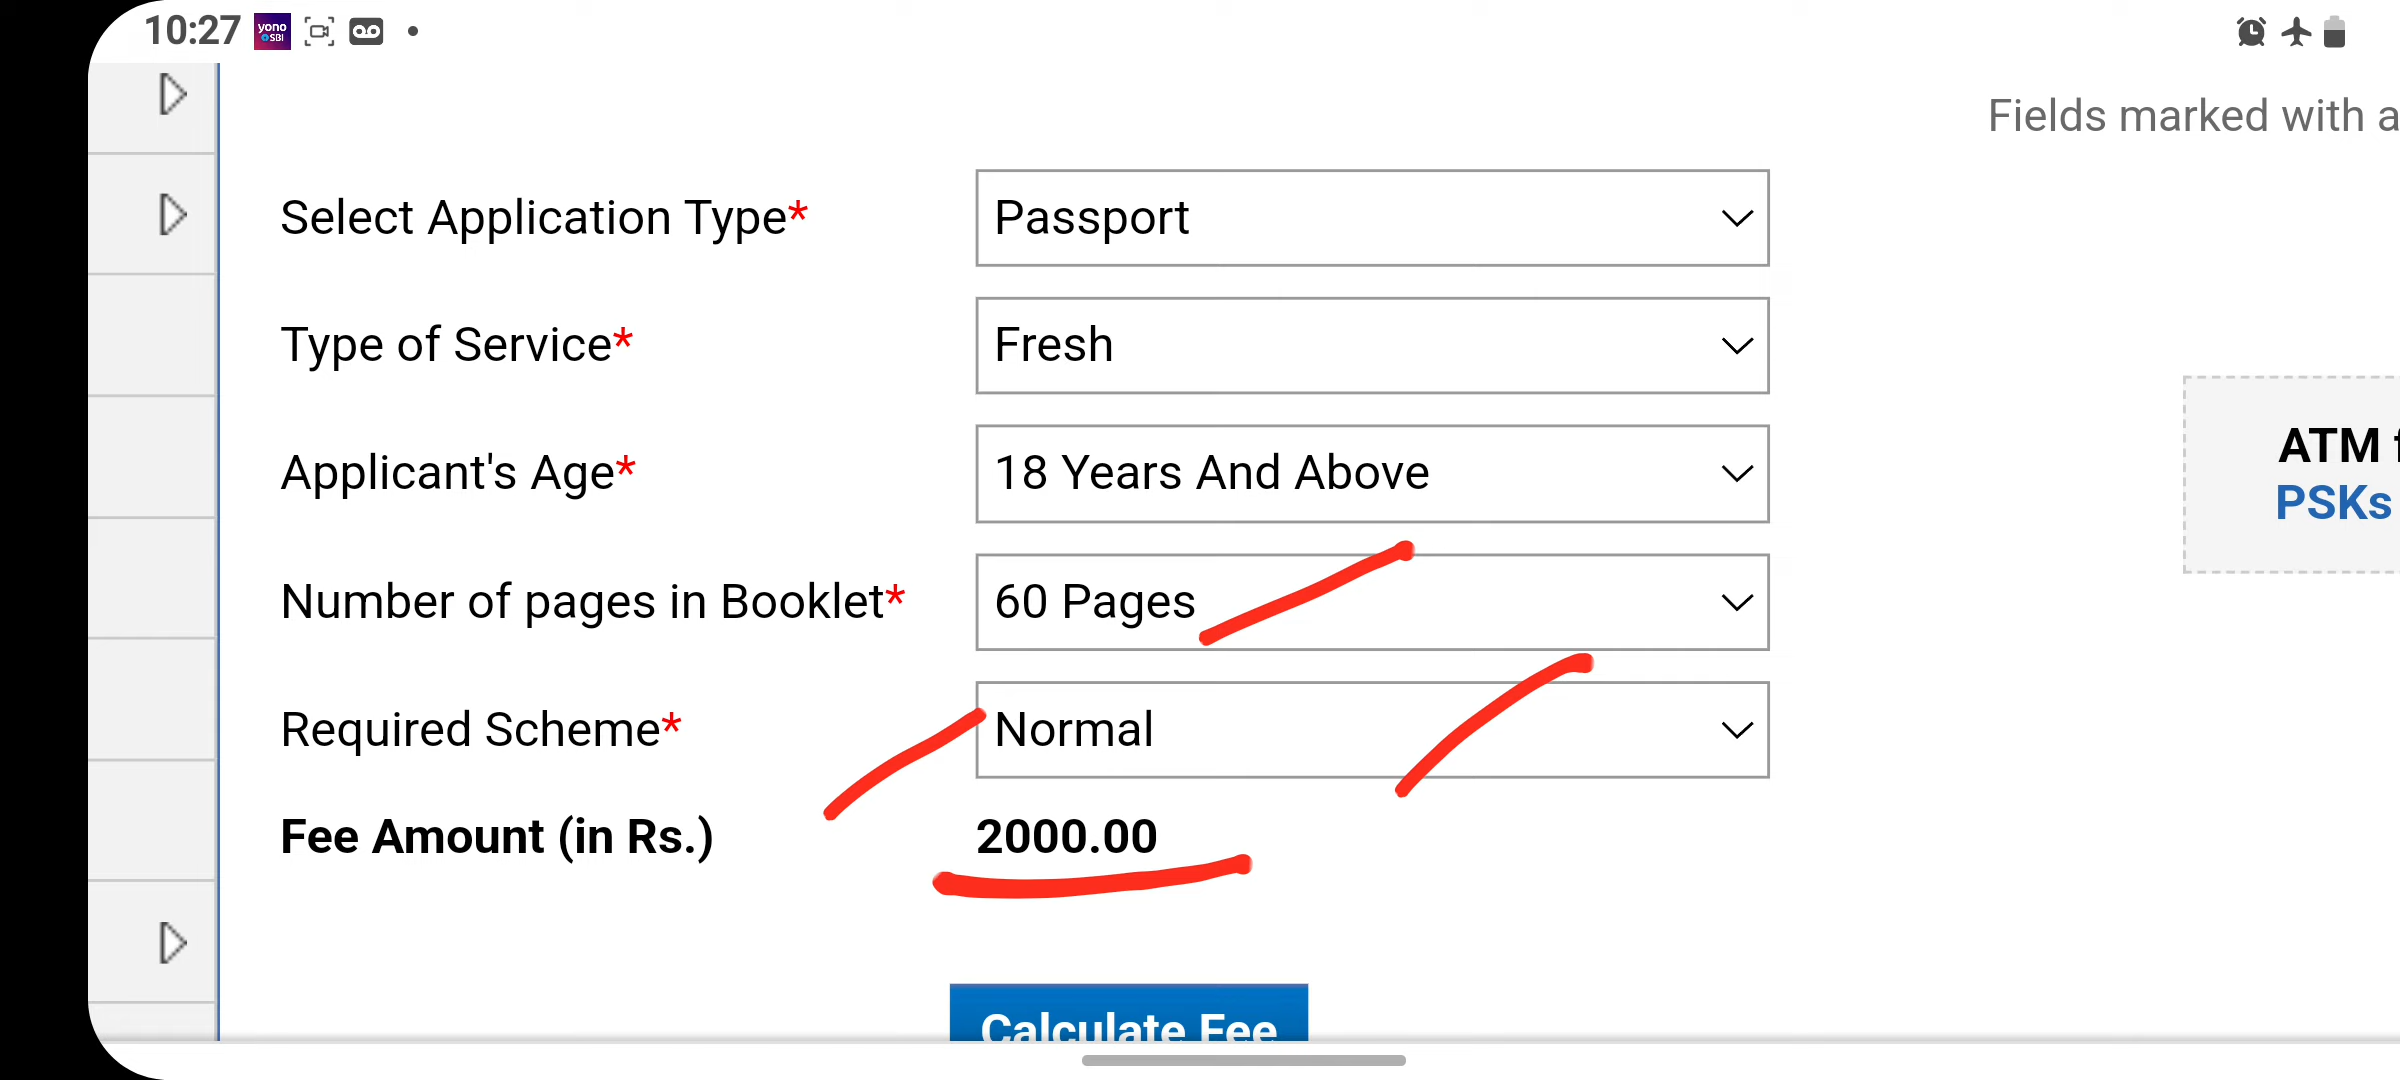 10:27
yono
SBI
Fields marked with a
Select Application Type*
Passport
Type of Service*
Fresh
Applicant's Age*
18 Years And Above
ATM
PSKs
Number of pages in Booklet*
60 Pages
Required Scheme*
Normal
Fee Amount (in Rs.)
2000.00
Calculate Fee